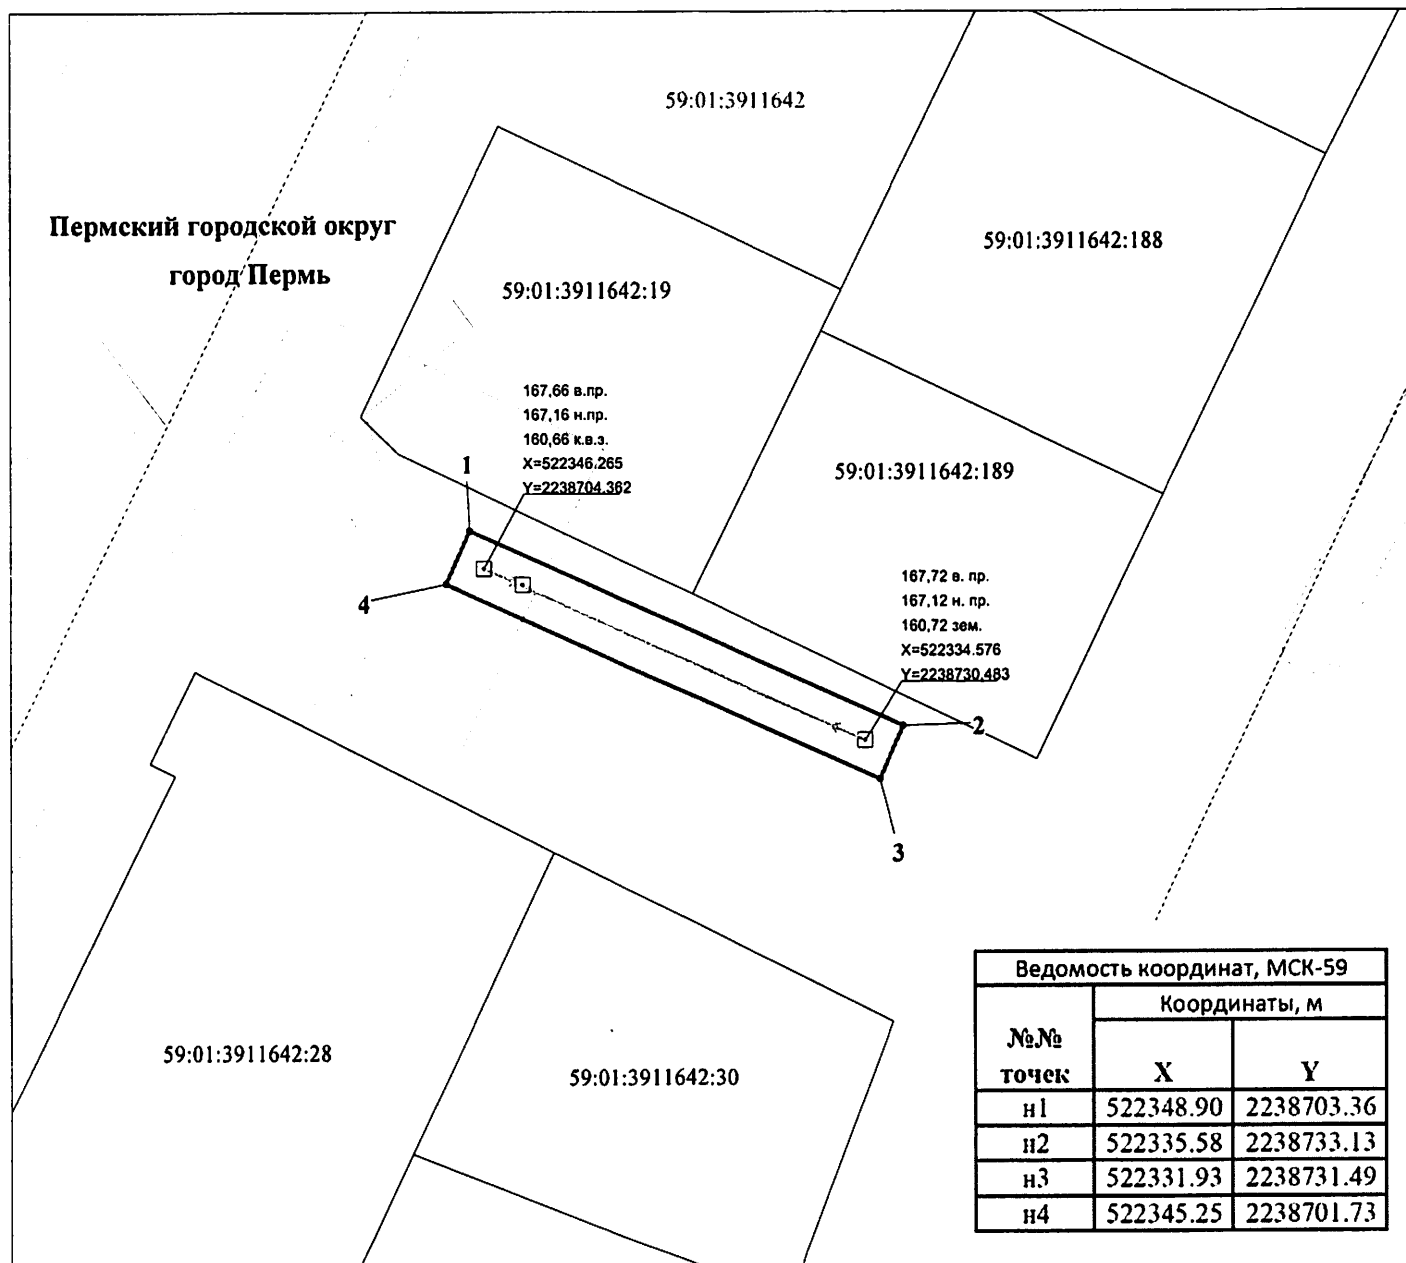 59:01:3911642
Пермский городской округ
город Пермь
59:01:3911642:188
59:01:3911642:19
167,66 в.пр.
167,16 н.пр.
160,66 к.в.з.
X=522346.265
Y=2238704.362
1
59:01:3911642:189
167,72 в. пр.
167,12 н. пр.
160,72 зем.
X=522334.576
Y=2238730.483
4
2
3
59:01:3911642:28
59:01:3911642:30
Ведомость координат, МСК-59
Координаты, м
№№
точек
X Y
н1 522348.90 2238703.36
н2 522335.58 2238733.13
н3 522331.93 2238731.49
н4 522345.25 2238701.73